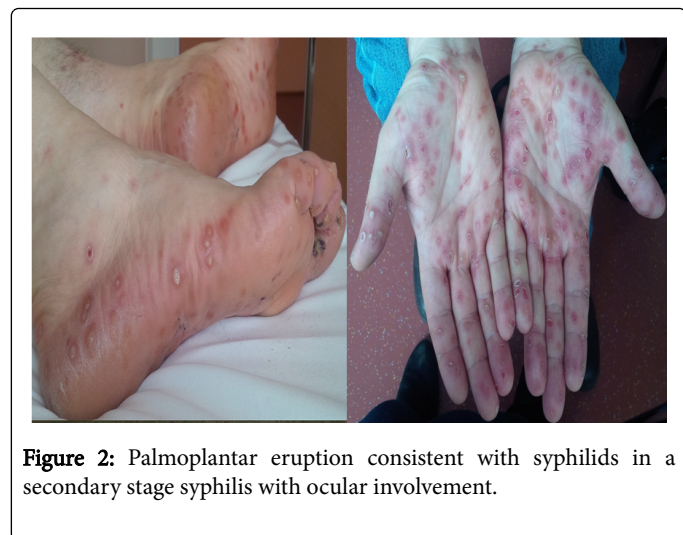 Figure 2: Palmoplantar eruption consistent with syphilids in a
secondary stage syphilis with ocular involvement.